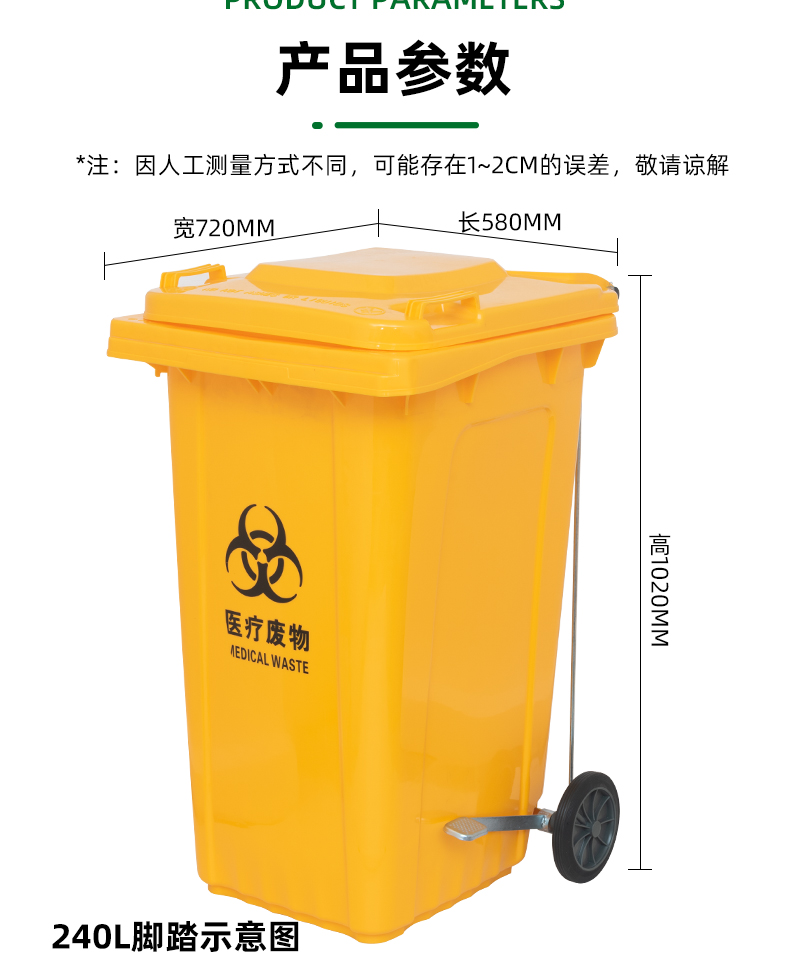 PRODUCT PARAMETERS
产品参数
*注：因人工测量方式不同，可能存在1~2CM的误差，敬请谅解
宽720MM
长580MM
高1020MM
医疗废物
MEDICAL WASTE
240L脚踏示意图